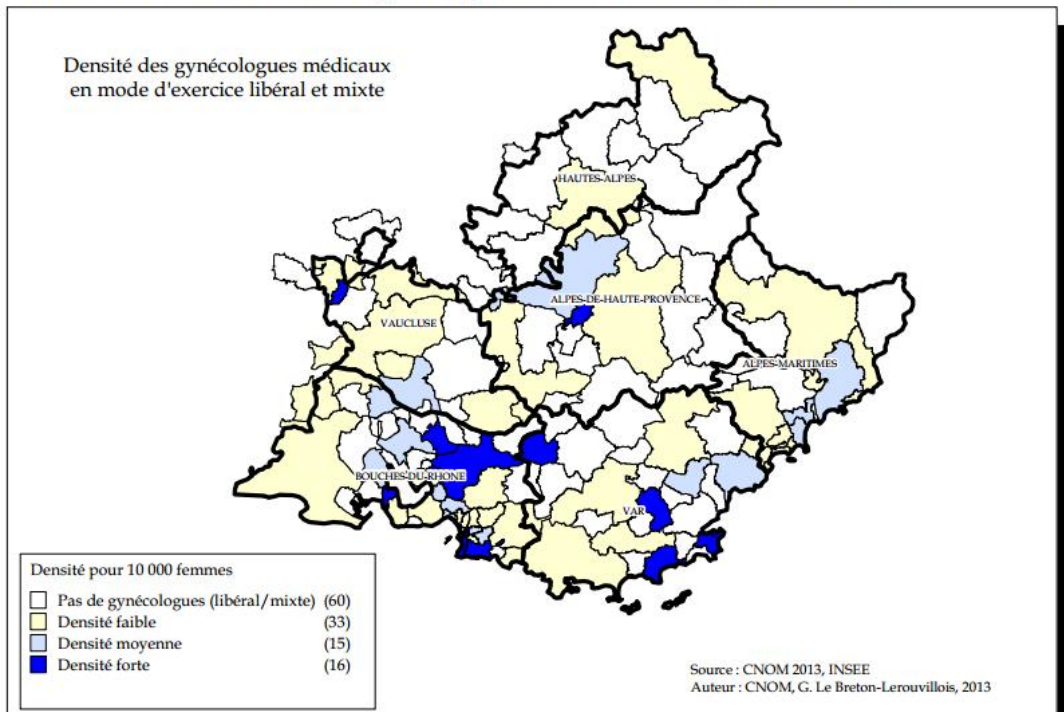 Densité des gynécologues médicaux
en mode d'exercice libéral et mixte
HAUTES-ALPES
ALPES-DE-HAUTE-PROVENCE
VAUCLUSE
ALPES-MARITIMES
BOUCHES-DU-RHONE
VAR
Densité pour 10 000 femmes
Pas de gynécologues (libéral/mixte) (60)
Densité faible (33)
Densité moyenne (15)
Densité forte (16)
Source : CNOM 2013, INSEE
Auteur : CNOM, G. Le Breton-Lerouvillois, 2013